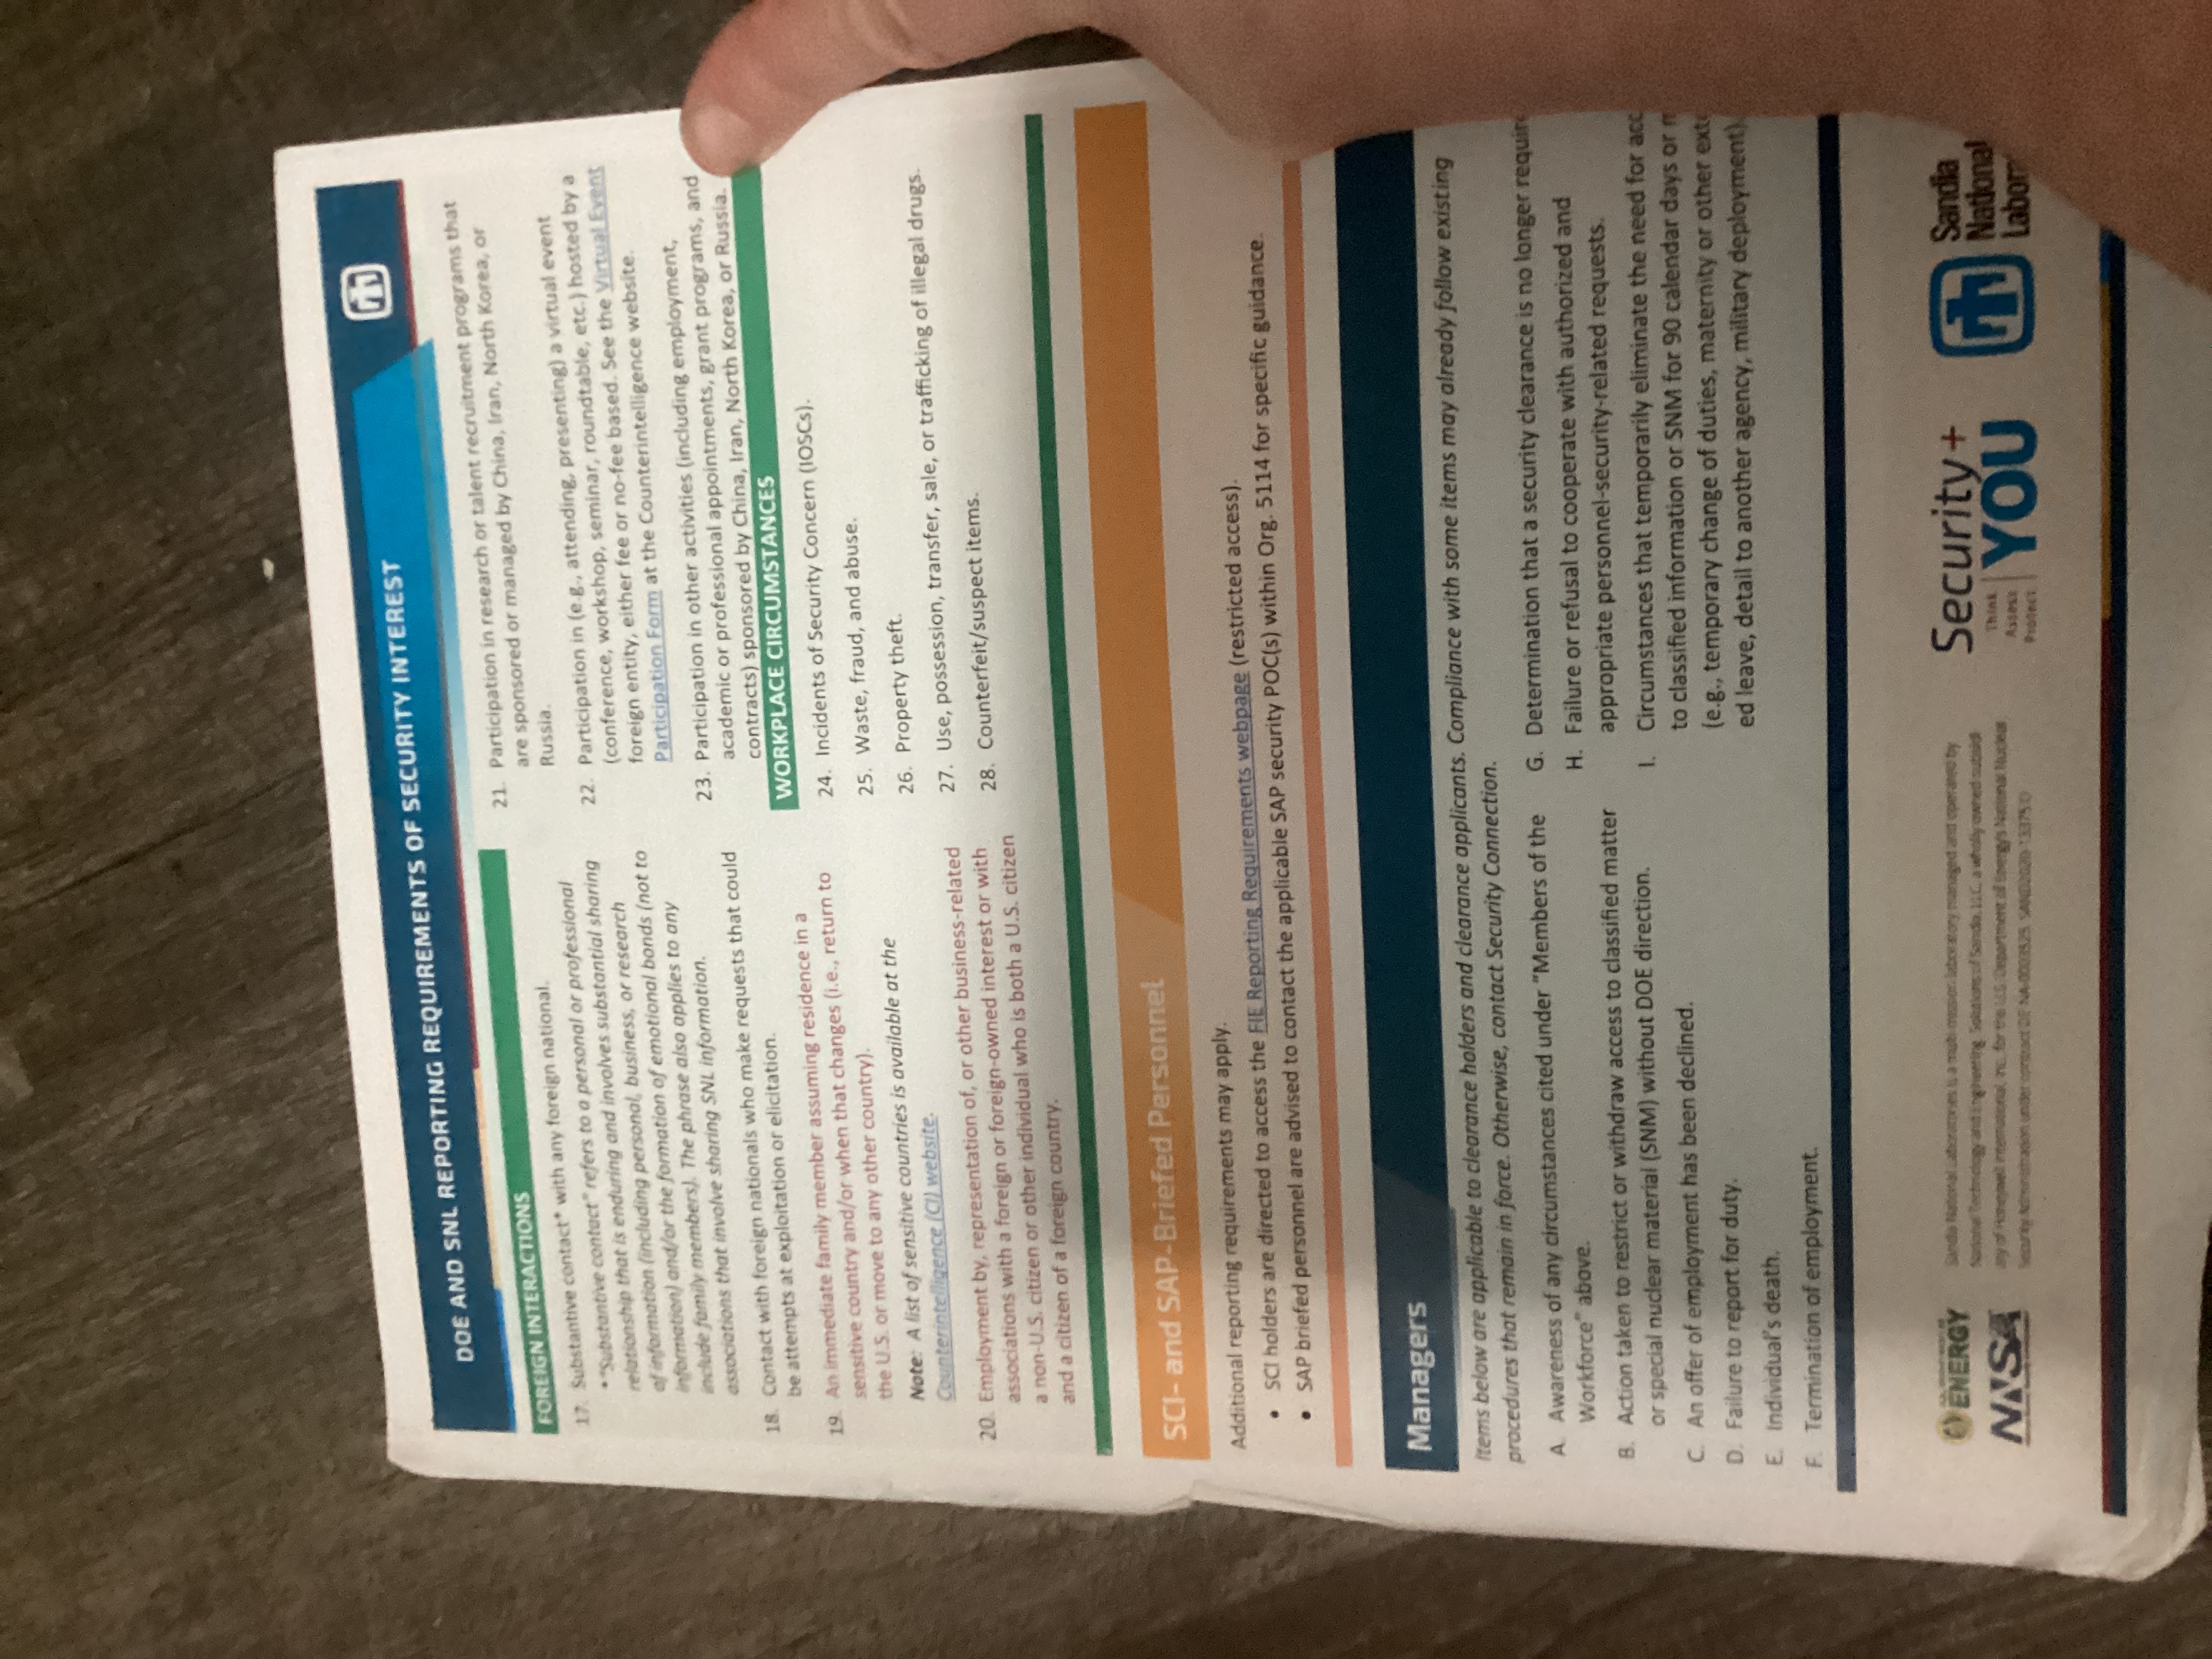 DOE AND SNL REPORTING REQUIREMENTS OF SECURITY INTEREST
FOREIGN INTERACTIONS
17. Substantive contact* with any foreign national.
*"Substantive contact" refers to a personal or professional
relationship that is enduring and involves substantial sharing
of information (including personal, business, or research
information) and/or the formation of emotional bonds (not to
include family members). The phrase also applies to any
associations that involve sharing SNL information.
18. Contact with foreign nationals who make requests that could
be attempts at exploitation or elicitation.
19. An immediate family member assuming residence in a
sensitive country and/or when that changes (i.e., return to
the U.S. or move to any other country).
Note: A list of sensitive countries is available at the
Counterintelligence (CI) website.
20. Employment by, representation of, or other business-related
associations with a foreign or foreign-owned interest or with
a non-U.S. citizen or other individual who is both a U.S. citizen
and a citizen of a foreign country.
21. Participation in research or talent recruitment programs that
are sponsored or managed by China, Iran, North Korea, or
Russia.
22. Participation in (e.g., attending, presenting) a virtual event
(conference, workshop, seminar, roundtable, etc.) hosted by a
foreign entity, either fee or no-fee based. See the Virtual Event
Participation Form at the Counterintelligence website.
23. Participation in other activities (including employment,
academic or professional appointments, grant programs, and
contracts) sponsored by China, Iran, North Korea, or Russia.
WORKPLACE CIRCUMSTANCES
24. Incidents of Security Concern (IOSCs).
25. Waste, fraud, and abuse.
26. Property theft.
27. Use, possession, transfer, sale, or trafficking of illegal drugs.
28. Counterfeit/suspect items.
SCI- and SAP-Briefed Personnel
Additional reporting requirements may apply.
• SCI holders are directed to access the FIE Reporting Requirements webpage (restricted access).
• SAP briefed personnel are advised to contact the applicable SAP security POC(s) within Org. 5114 for specific guidance.
Managers
Items below are applicable to clearance holders and clearance applicants. Compliance with some items may already follow existing
procedures that remain in force. Otherwise, contact Security Connection.
A. Awareness of any circumstances cited under "Members of the
Workforce" above.
B. Action taken to restrict or withdraw access to classified matter
or special nuclear material (SNM) without DOE direction.
C. An offer of employment has been declined.
D. Failure to report for duty.
E. Individual's death.
F. Termination of employment.
G. Determination that a security clearance is no longer
H. Failure or refusal to cooperate with authorized and
appropriate personnel-security-related requests.
I. Circumstances that temporarily eliminate the need for
to classified information or SNM for 90 calendar days or
(e.g., temporary change of duties, maternity or other
ed leave, detail to another agency, military deployment).
ENERGY
NNSA
Sandia National Laboratories is a multi-mission laboratory managed and operated by
National Technology and Engineering Solutions of Sandia, LLC, a wholly owned subsidi
ary of Honeywell International, Inc., for the U.S. Department of Energy's National Nuclear
Security Administration under contract DE-NA-0003525. SAND2020-
Security+
Think
Assess
Protect
YOU
Sandia
National